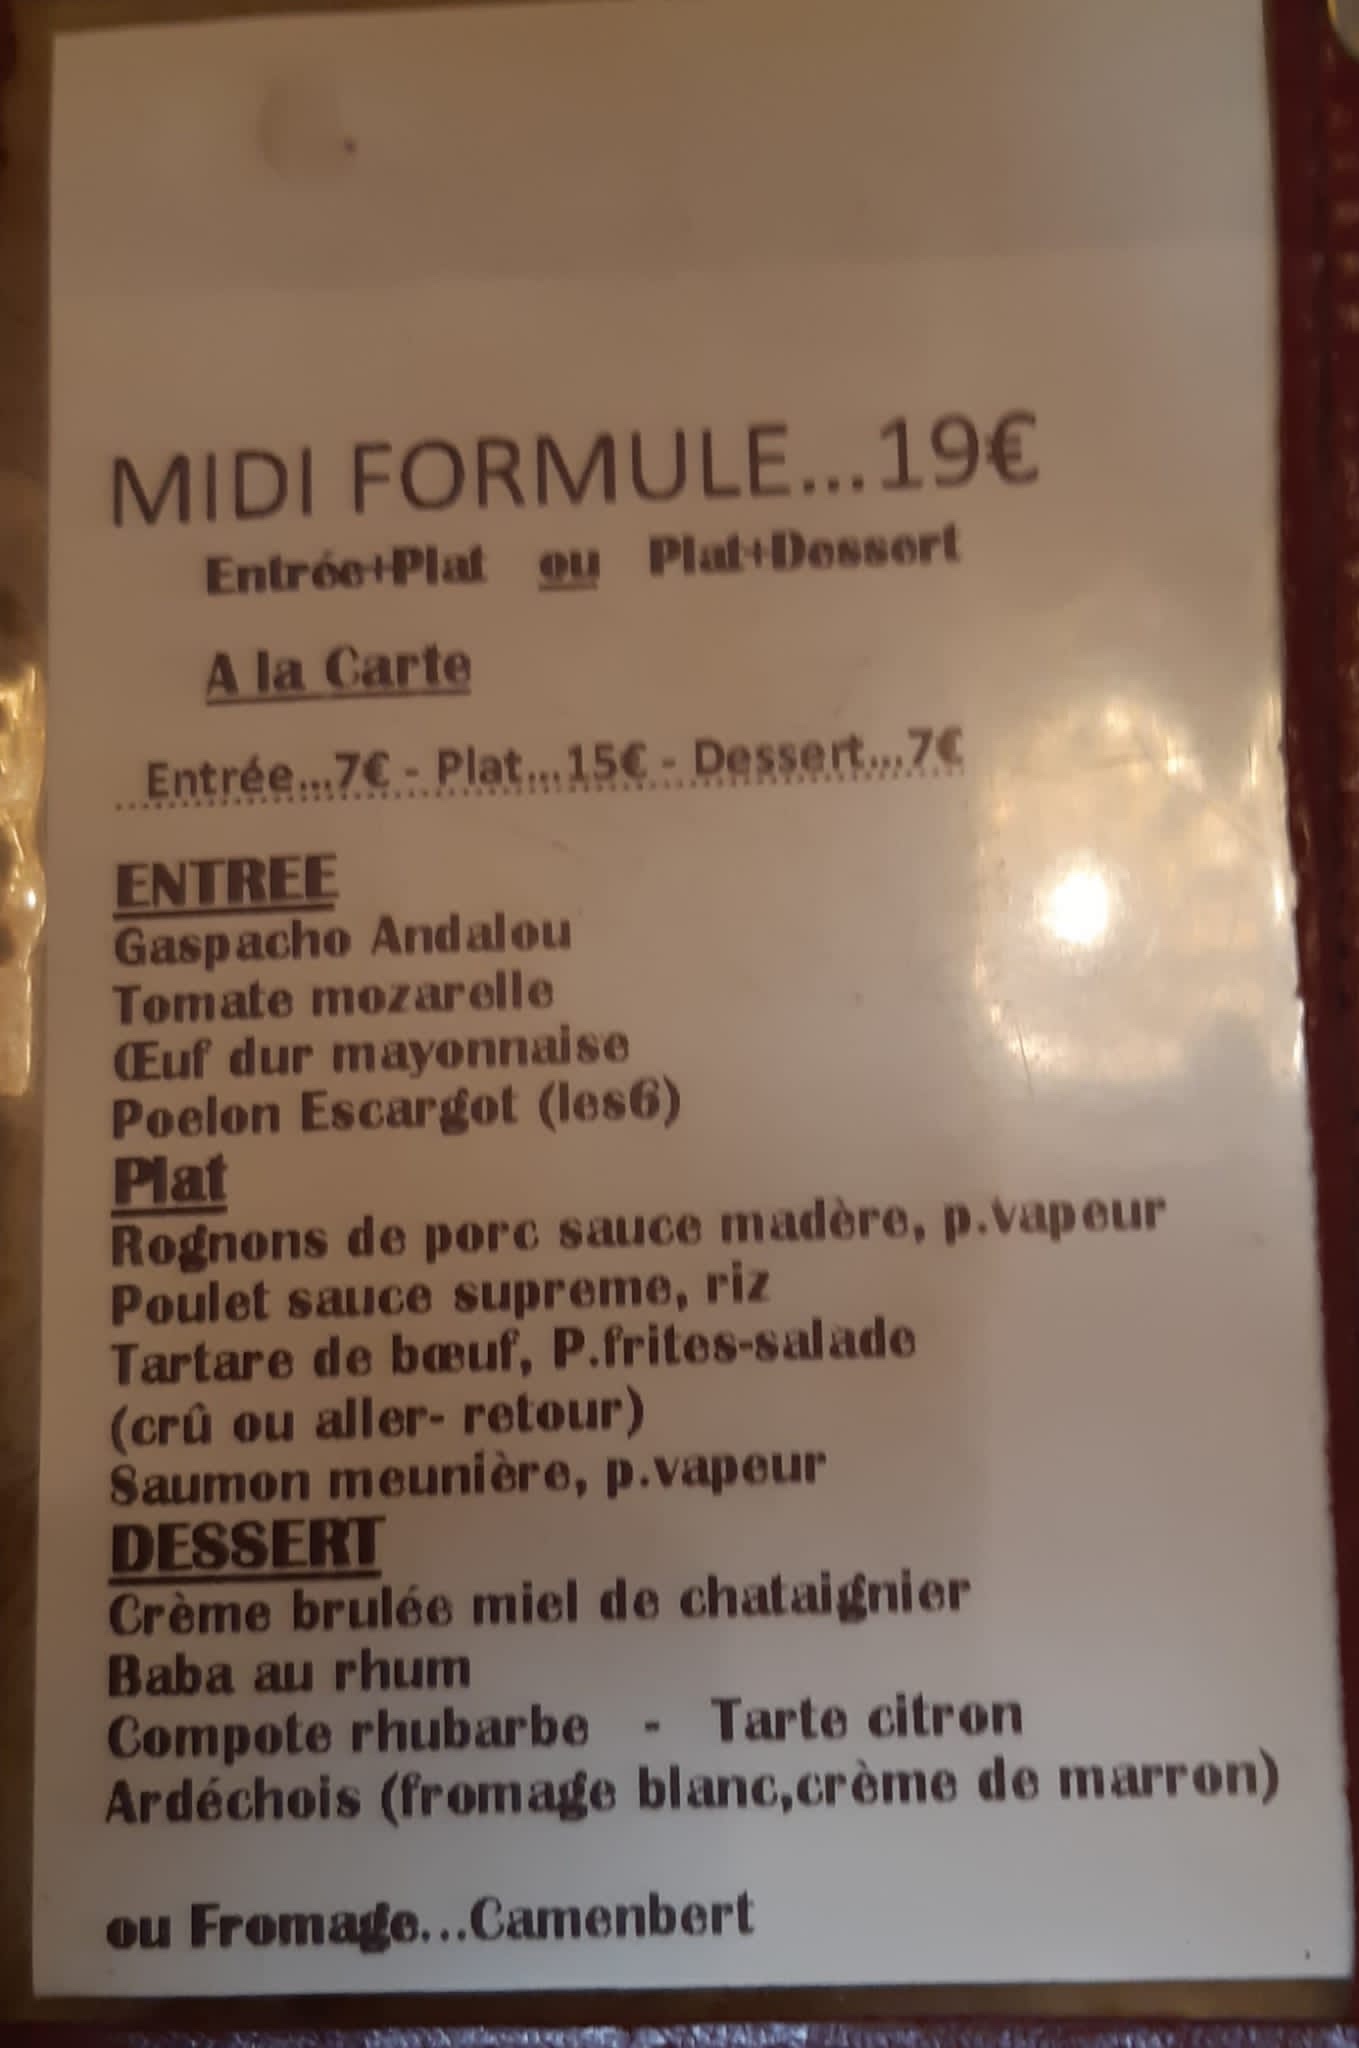 MIDI FORMULE...19€
Entrée+Plat ou Plat+Dessert
A la Carte
Entrée...7€ - Plat...15€ - Dessert...7€
ENTREE
Gaspacho Andalou
Tomate mozarelle
Œuf dur mayonnaise
Poelon Escargot (les6)
Plat
Rognons de porc sauce madère, p.vapeur
Poulet sauce supreme, riz
Tartare de bœuf, P.frites-salade
(crû ou aller- retour)
Saumon meunière, p.vapeur
DESSERT
Crème brulée miel de chataignier
Baba au rhum
Compote rhubarbe - Tarte citron
Ardéchois (fromage blanc,crème de marron)
ou Fromage...Camenbert